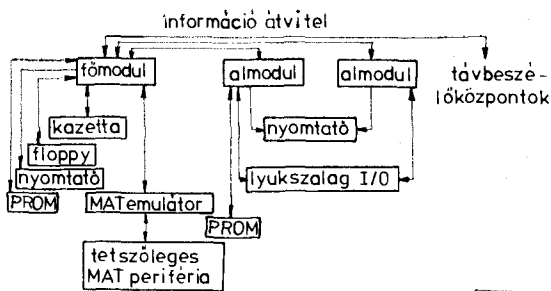 információ átvitel
főmodul
almodul
almodul
távbeszé-
lőközpontok
kazetta
nyomtató
floppy
nyomtató
lyukszalag I/O
PROM
MATemulátor
PROM
tetszőleges
MAT periféria